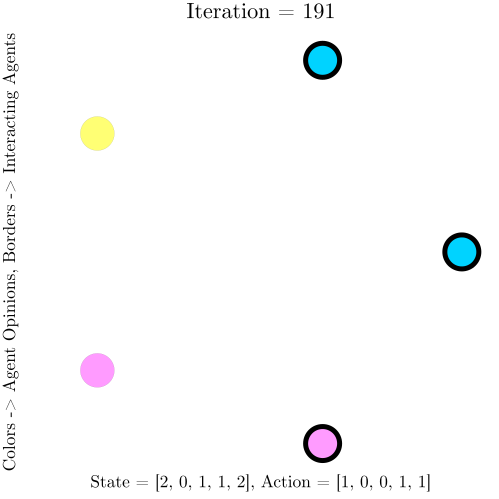 Iteration = 191
Colors -> Agent Opinions, Borders -> Interacting Agents
State = [2, 0, 1, 1, 2], Action = [1, 0, 0, 1, 1]